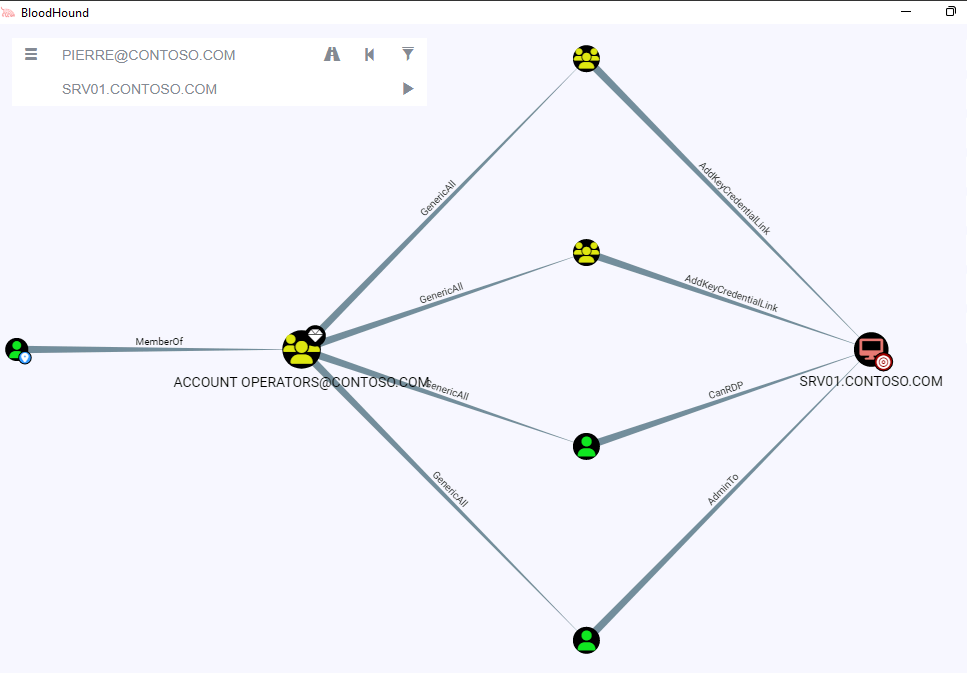 BloodHound
PIERRE@CONTOSO.COM
SRV01.CONTOSO.COM
AddKeyCredentialLink
GenericAll
AddKeyCredentialLink
GenericAll
MemberOf
ACCOUNT OPERATORS@CONTOSO.COM
SRV01.CONTOSO.COM
GenericAll
CanRDP
GenericAll
AdminTo